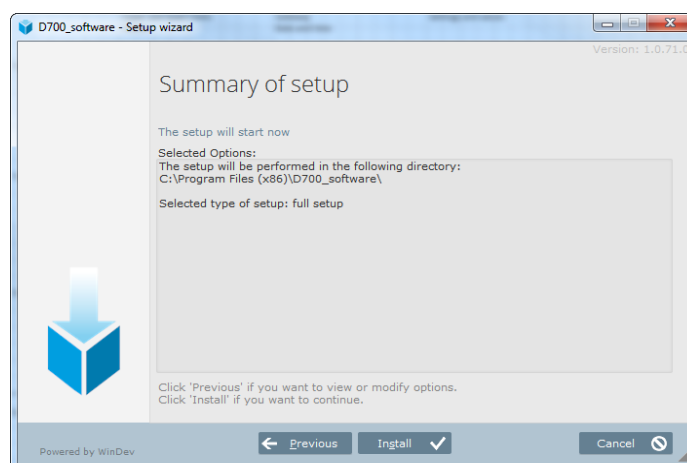 D700_software - Setup wizard
Version: 1.0.71.0
Summary of setup
The setup will start now
Selected Options:
The setup will be performed in the following directory:
C:\Program Files (x86)\D700_software\
Selected type of setup: full setup
Click 'Previous' if you want to view or modify options.
Click 'Install' if you want to continue.
Powered by WinDev
Previous
Install
Cancel